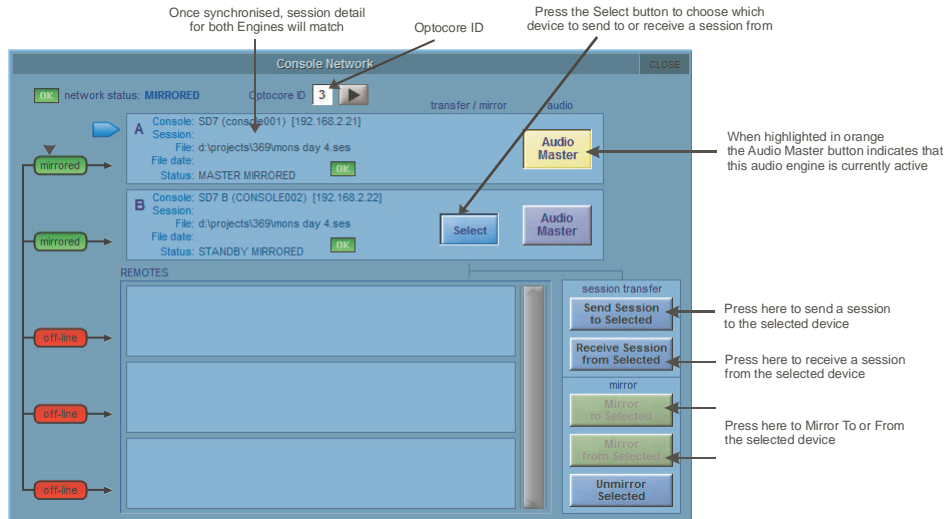 Once synchronised, session detail
for both Engines will match
Optocore ID
Press the Select button to choose which
device to send to or receive a session from
Console Network
CLOSE
OK network status: MIRRORED
Optocore ID 3
transfer / mirror
audio
A
Console: SD7 (console001) [192.168.2.21]
Session:
File: d:\projects\369\mons day 4.ses
File date:
Status: MASTER MIRRORED
OK
Audio
Master
mirrored
When highlighted in orange
the Audio Master button indicates that
this audio engine is currently active
B
Console: SD7 B (CONSOLE002) [192.168.2.22]
Session:
File: d:\projects\369\mons day 4.ses
File date:
Status: STANDBY MIRRORED
OK
Select
Audio
Master
mirrored
REMOTES
off-line
off-line
off-line
session transfer
Send Session
to Selected
Receive Session
from Selected
mirror
Mirror
to Selected
Mirror
from Selected
Unmirror
Selected
Press here to send a session
to the selected device
Press here to receive a session
from the selected device
Press here to Mirror To or From
the selected device